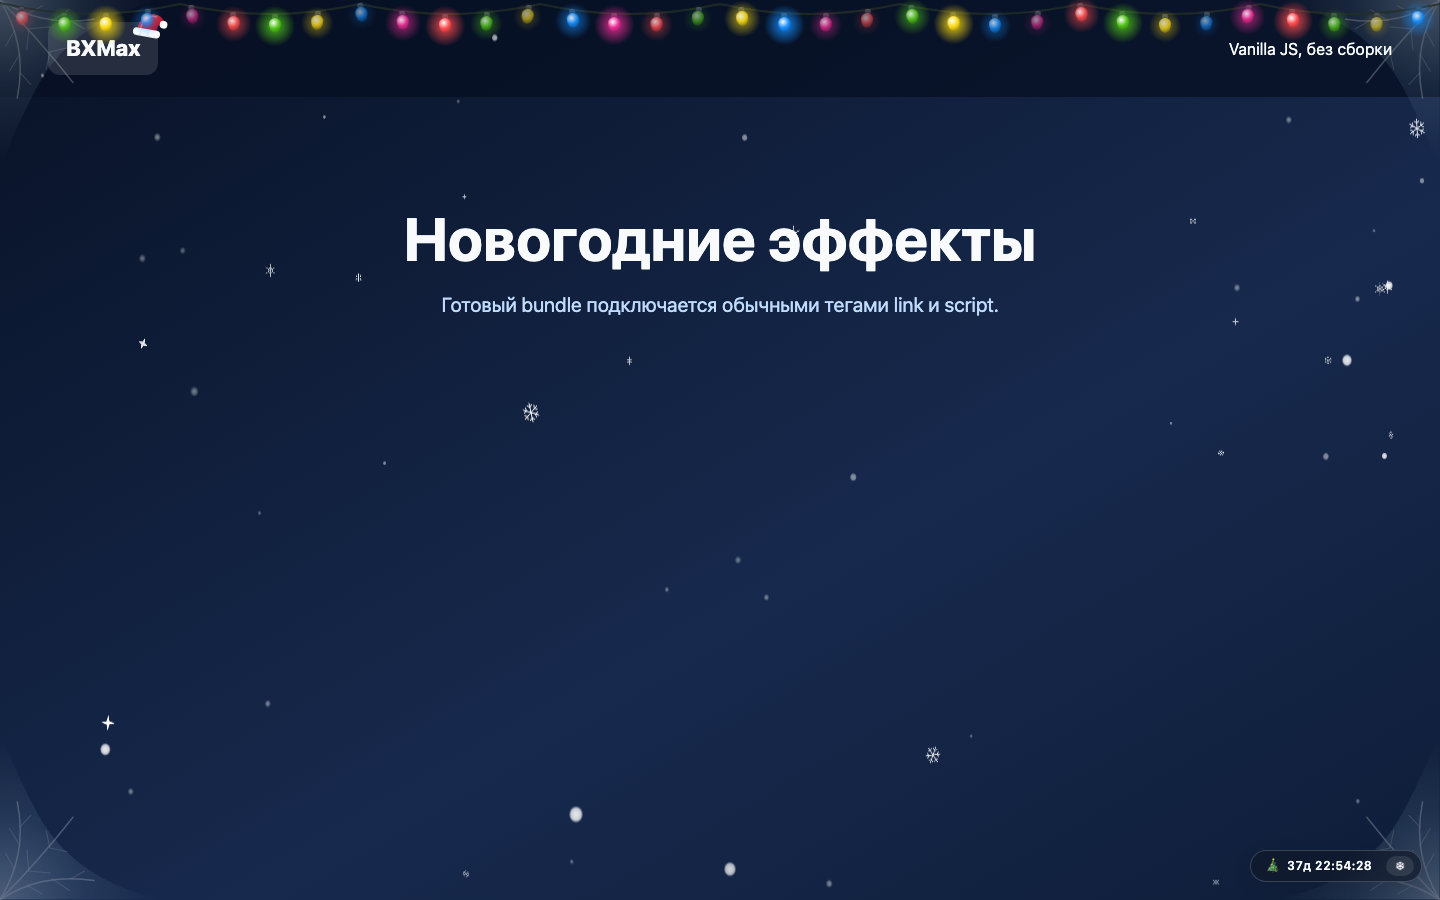 BXMax
Vanilla JS, без сборки
Новогодние эффекты
Готовый bundle подключается обычными тегами link и script.
37д 22:54:28